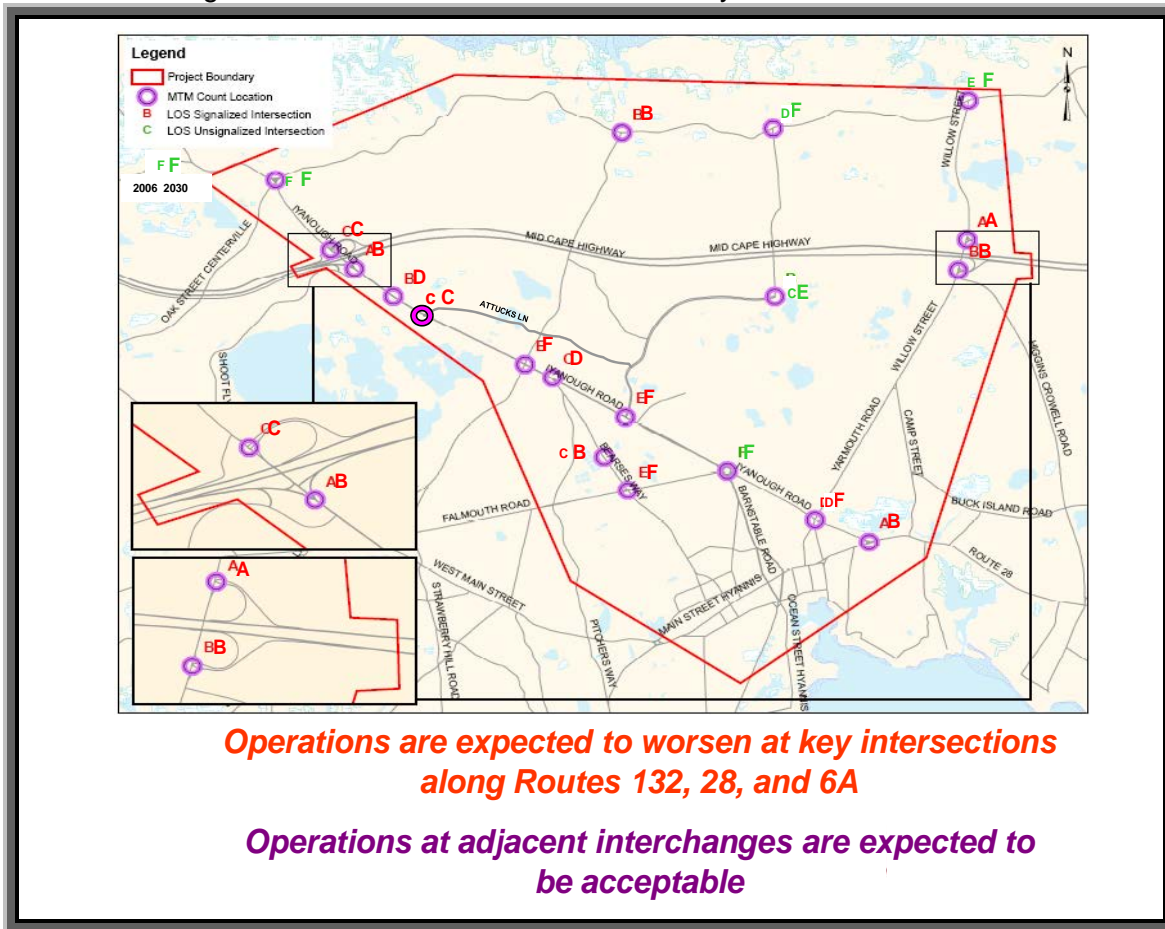 Legend
Project Boundary
MTM Count Location
B LOS Signalized Intersection
C LOS Unsignalized Intersection
F F
2006 2030
N
E F
WILLOW STREET
B B
D F
F F
IYANOUGH ROAD
OAK STREET CENTERVILLE
C C
A B
MID CAPE HIGHWAY
MID CAPE HIGHWAY
A A
B B
B D
C C
ATTUCKS LN
C E
WILLOW STREET
HIGGINS CROWELL ROAD
E F
C D
IYANOUGH ROAD
E F
SHOOT FLY
C C
A B
C B
BEARSES WAY
E F
F F
IYANOUGH ROAD
YARMOUTH ROAD
CAMP STREET
D F
A B
BUCK ISLAND ROAD
FALMOUTH ROAD
BARNSTABLE ROAD
ROUTE 28
WEST MAIN STREET
STRAWBERRY HILL ROAD
PITCHERS WAY
MAIN STREET HYANNIS
OCEAN STREET HYANNIS
A A
B B
Operations are expected to worsen at key intersections
along Routes 132, 28, and 6A
Operations at adjacent interchanges are expected to
be acceptable